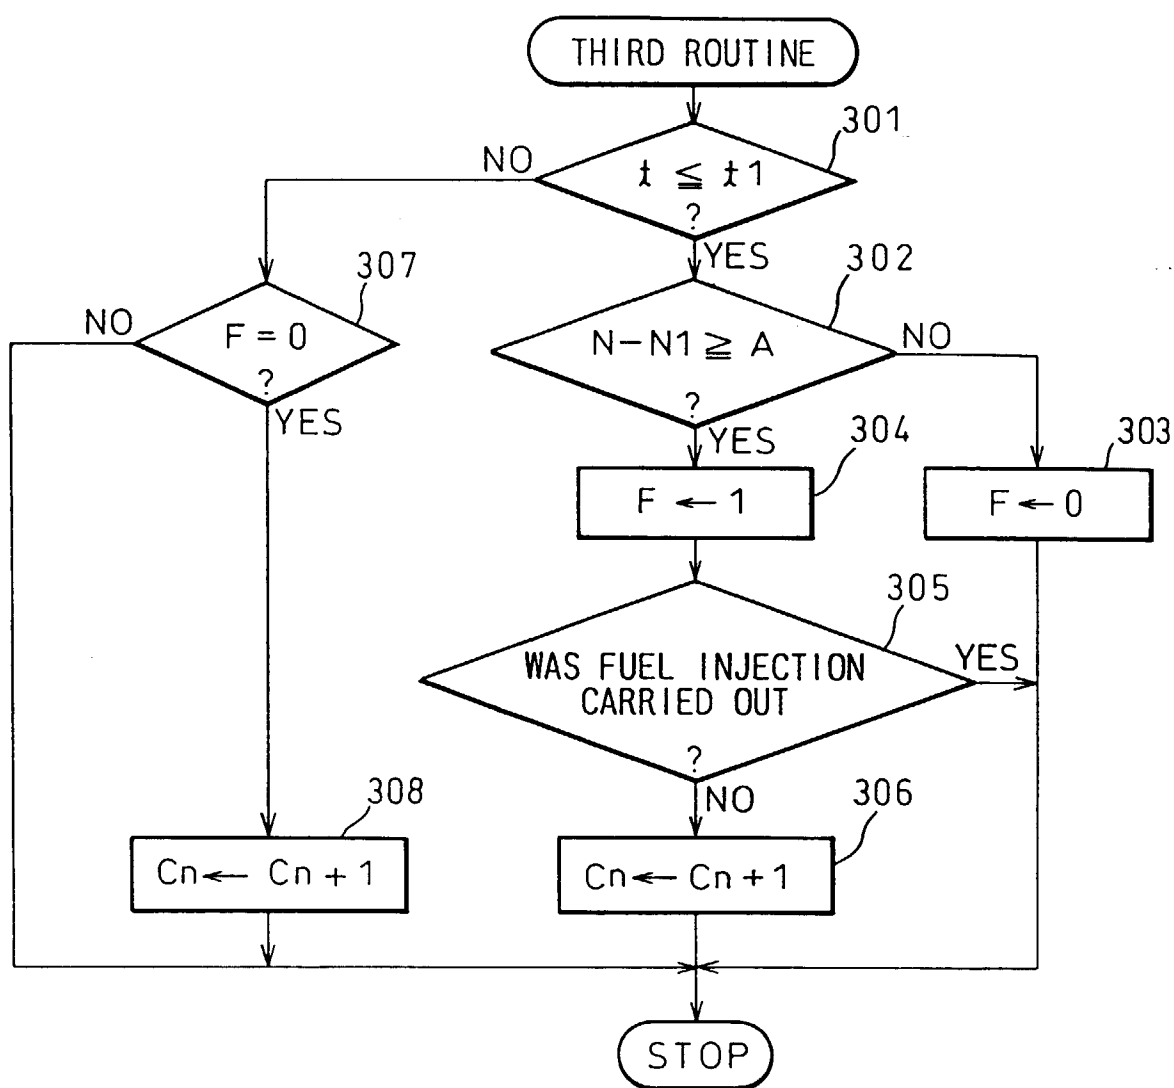 THIRD ROUTINE
301
NO
t ≦ t1
?
YES
307
302
NO
F = 0
?
YES
N-N1 ≧ A
?
YES
NO
304
303
F ← 1
F ← 0
305
WAS FUEL INJECTION
CARRIED OUT
?
YES
NO
308
306
Cn ← Cn + 1
Cn ← Cn + 1
STOP